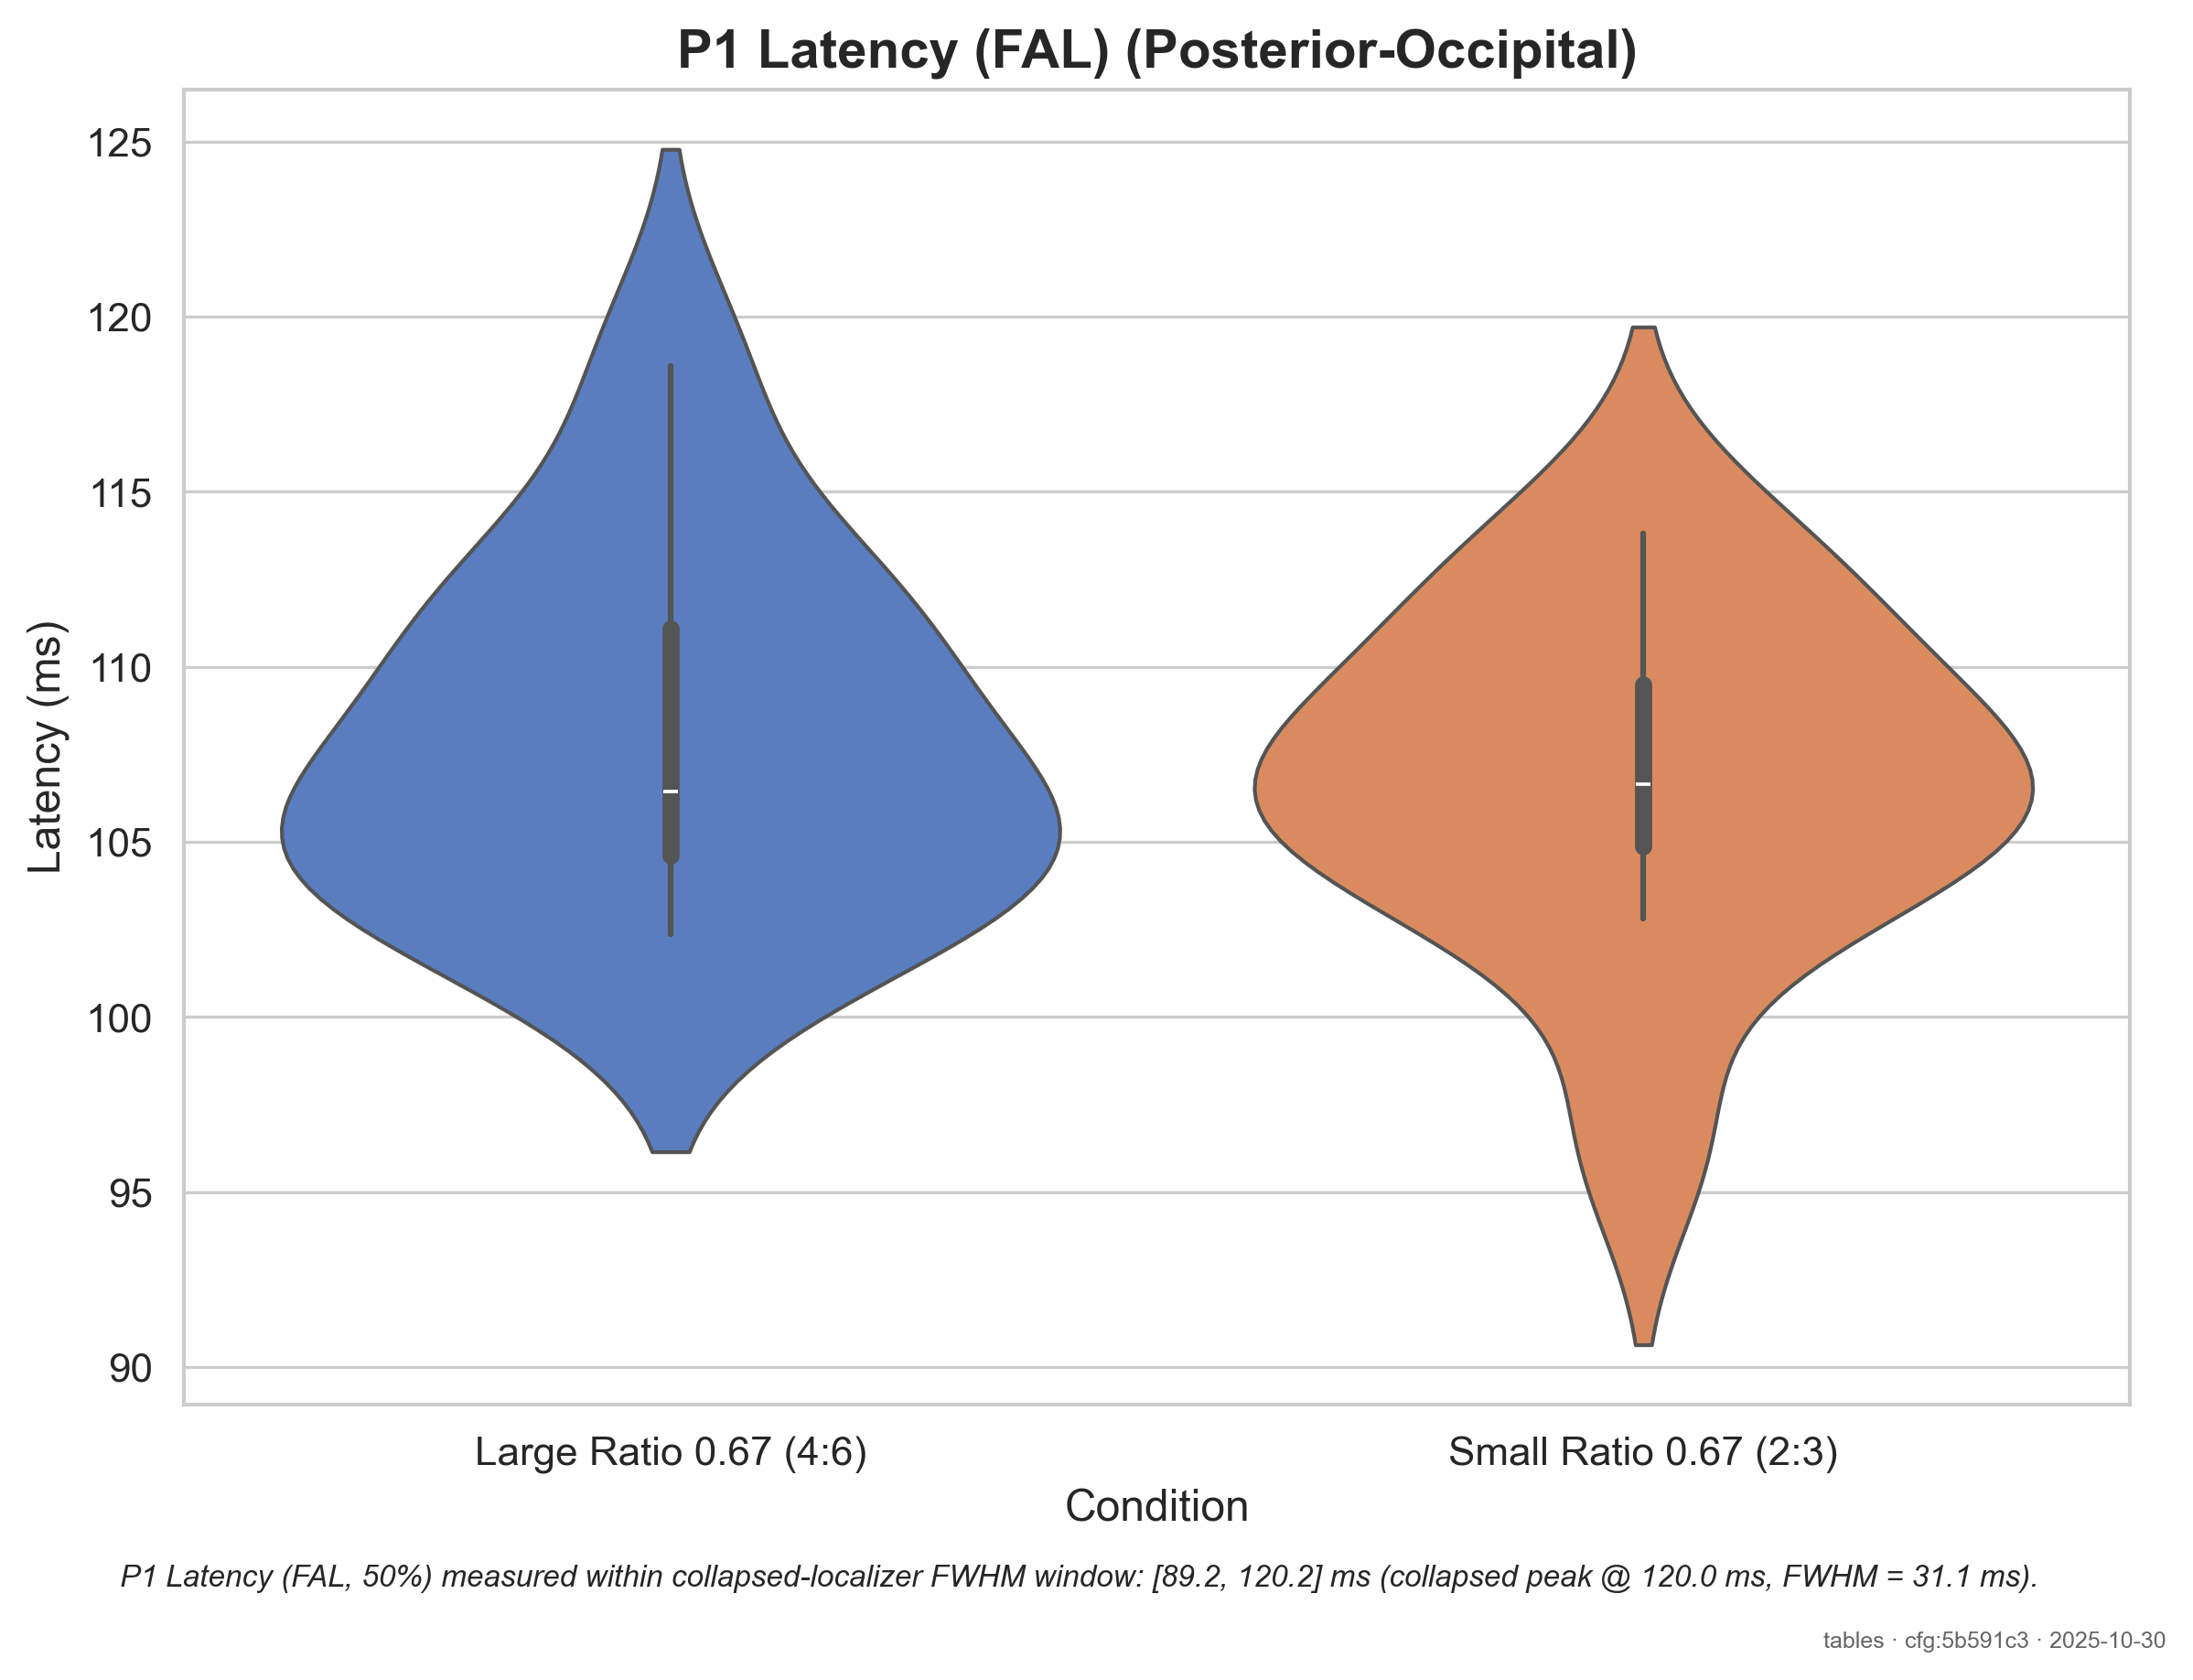 P1 Latency (FAL) (Posterior-Occipital)
Latency (ms)
125
120
115
110
105
100
95
90
Large Ratio 0.67 (4:6)
Small Ratio 0.67 (2:3)
Condition
P1 Latency (FAL, 50%) measured within collapsed-localizer FWHM window: [89.2, 120.2] ms (collapsed peak @ 120.0 ms, FWHM = 31.1 ms).
tables · cfg:5b591c3 · 2025-10-30